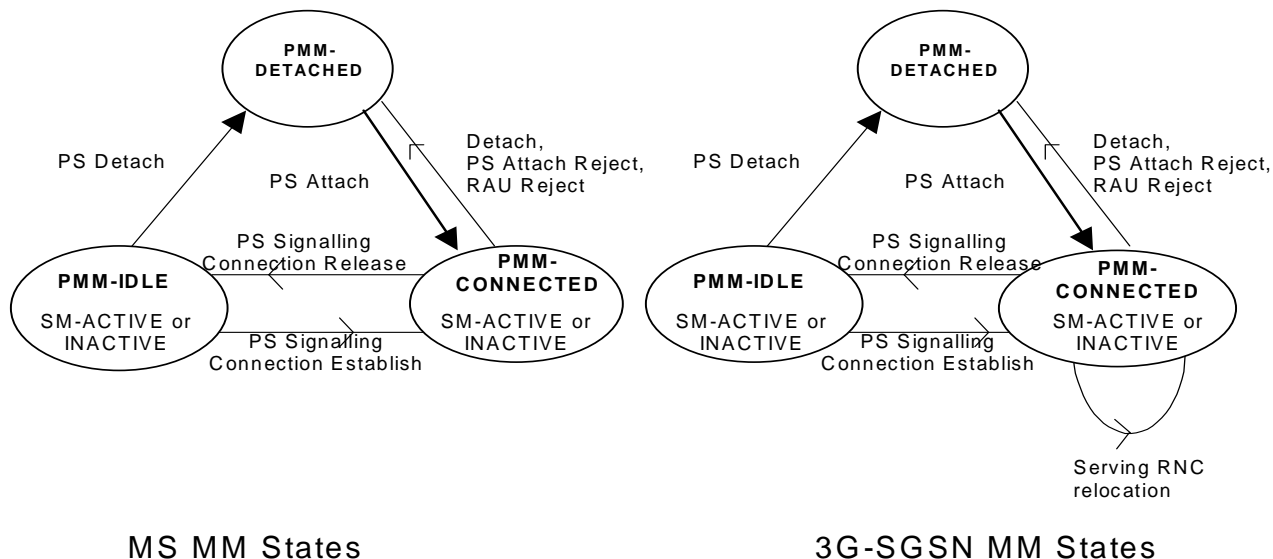 PMM-
DETACHED
PS Detach
PS Attach
Detach,
PS Attach Reject,
RAU Reject
PS Signalling
Connection Release
PMM-IDLE
SM-ACTIVE or
INACTIVE
PMM-
CONNECTED
SM-ACTIVE or
INACTIVE
PS Signalling
Connection Establish
MS MM States
PMM-
DETACHED
PS Detach
PS Attach
Detach,
PS Attach Reject,
RAU Reject
PS Signalling
Connection Release
PMM-IDLE
SM-ACTIVE or
INACTIVE
PMM-
CONNECTED
SM-ACTIVE or
INACTIVE
PS Signalling
Connection Establish
Serving RNC
relocation
3G-SGSN MM States